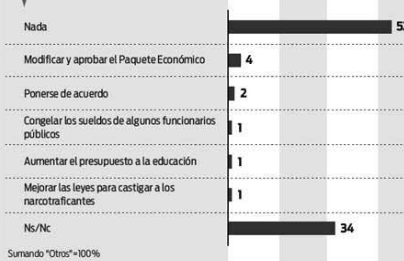 Nada
Modificar y aprobar el Paquete Económico 4
Ponerse de acuerdo 2
Congelar los sueldos de algunos funcionarios 1
públicos
Aumentar el presupuesto a la educación 1
Mejorar las leyes para castigar a los 1
narcotraficantes
Ns/Nc 34
Sumando "Otros"=100%